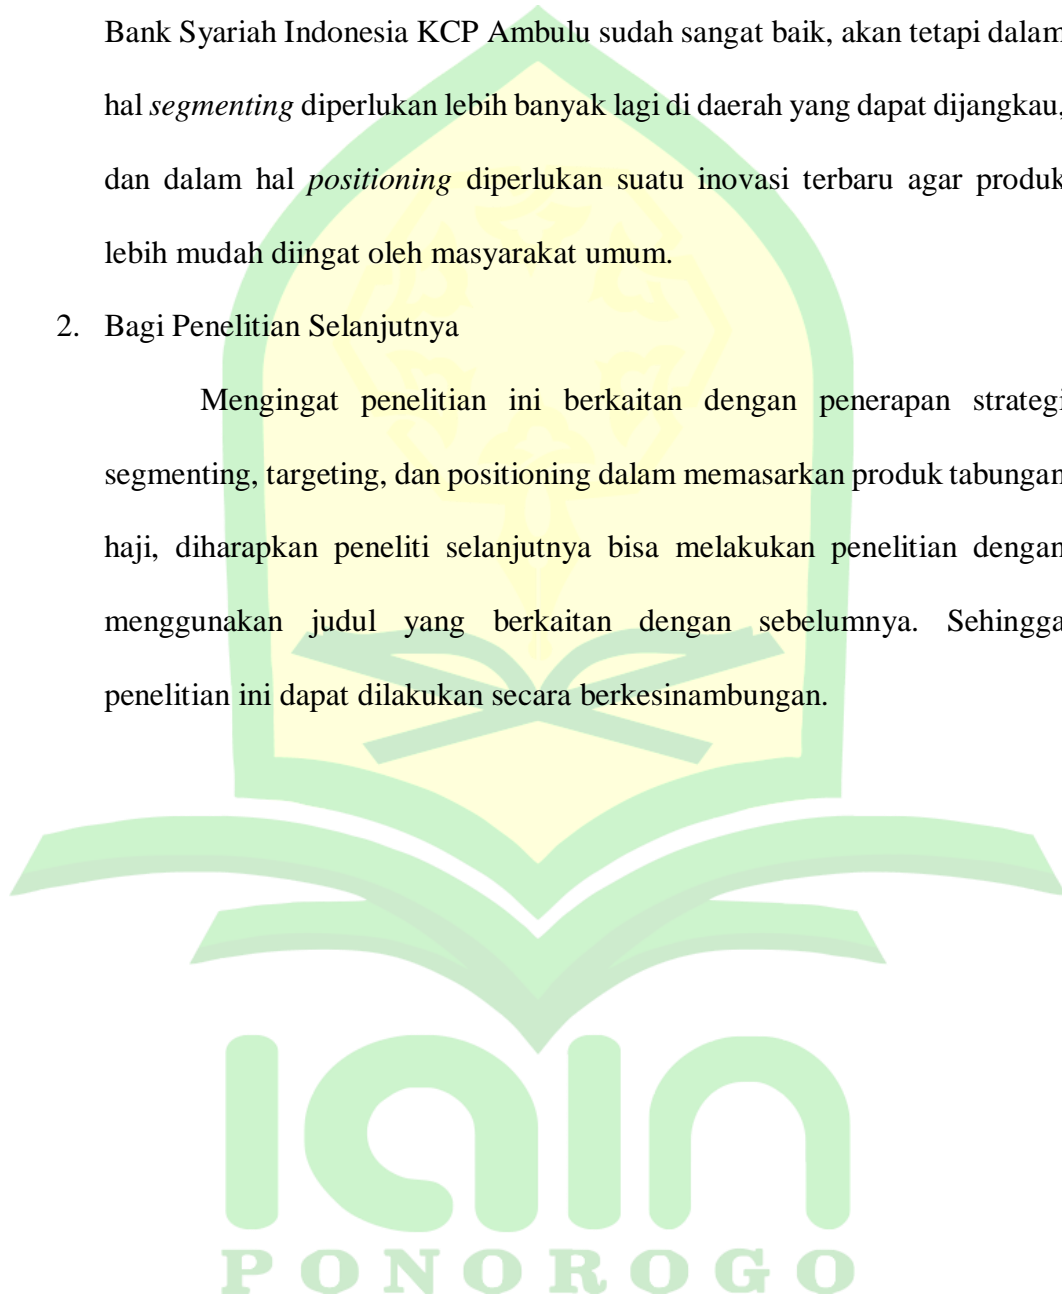 Bank Syariah Indonesia KCP Ambulu sudah sangat baik, akan tetapi dalam
hal segmenting diperlukan lebih banyak lagi di daerah yang dapat dijangkau,
dan dalam hal positioning diperlukan suatu inovasi terbaru agar produk
lebih mudah diingat oleh masyarakat umum.
2. Bagi Penelitian Selanjutnya
Mengingat penelitian ini berkaitan dengan penerapan strategi
segmenting, targeting, dan positioning dalam memasarkan produk tabungan
haji, diharapkan peneliti selanjutnya bisa melakukan penelitian dengan
menggunakan judul yang berkaitan dengan sebelumnya. Sehingga
penelitian ini dapat dilakukan secara berkesinambungan.
iain
PONOROGO